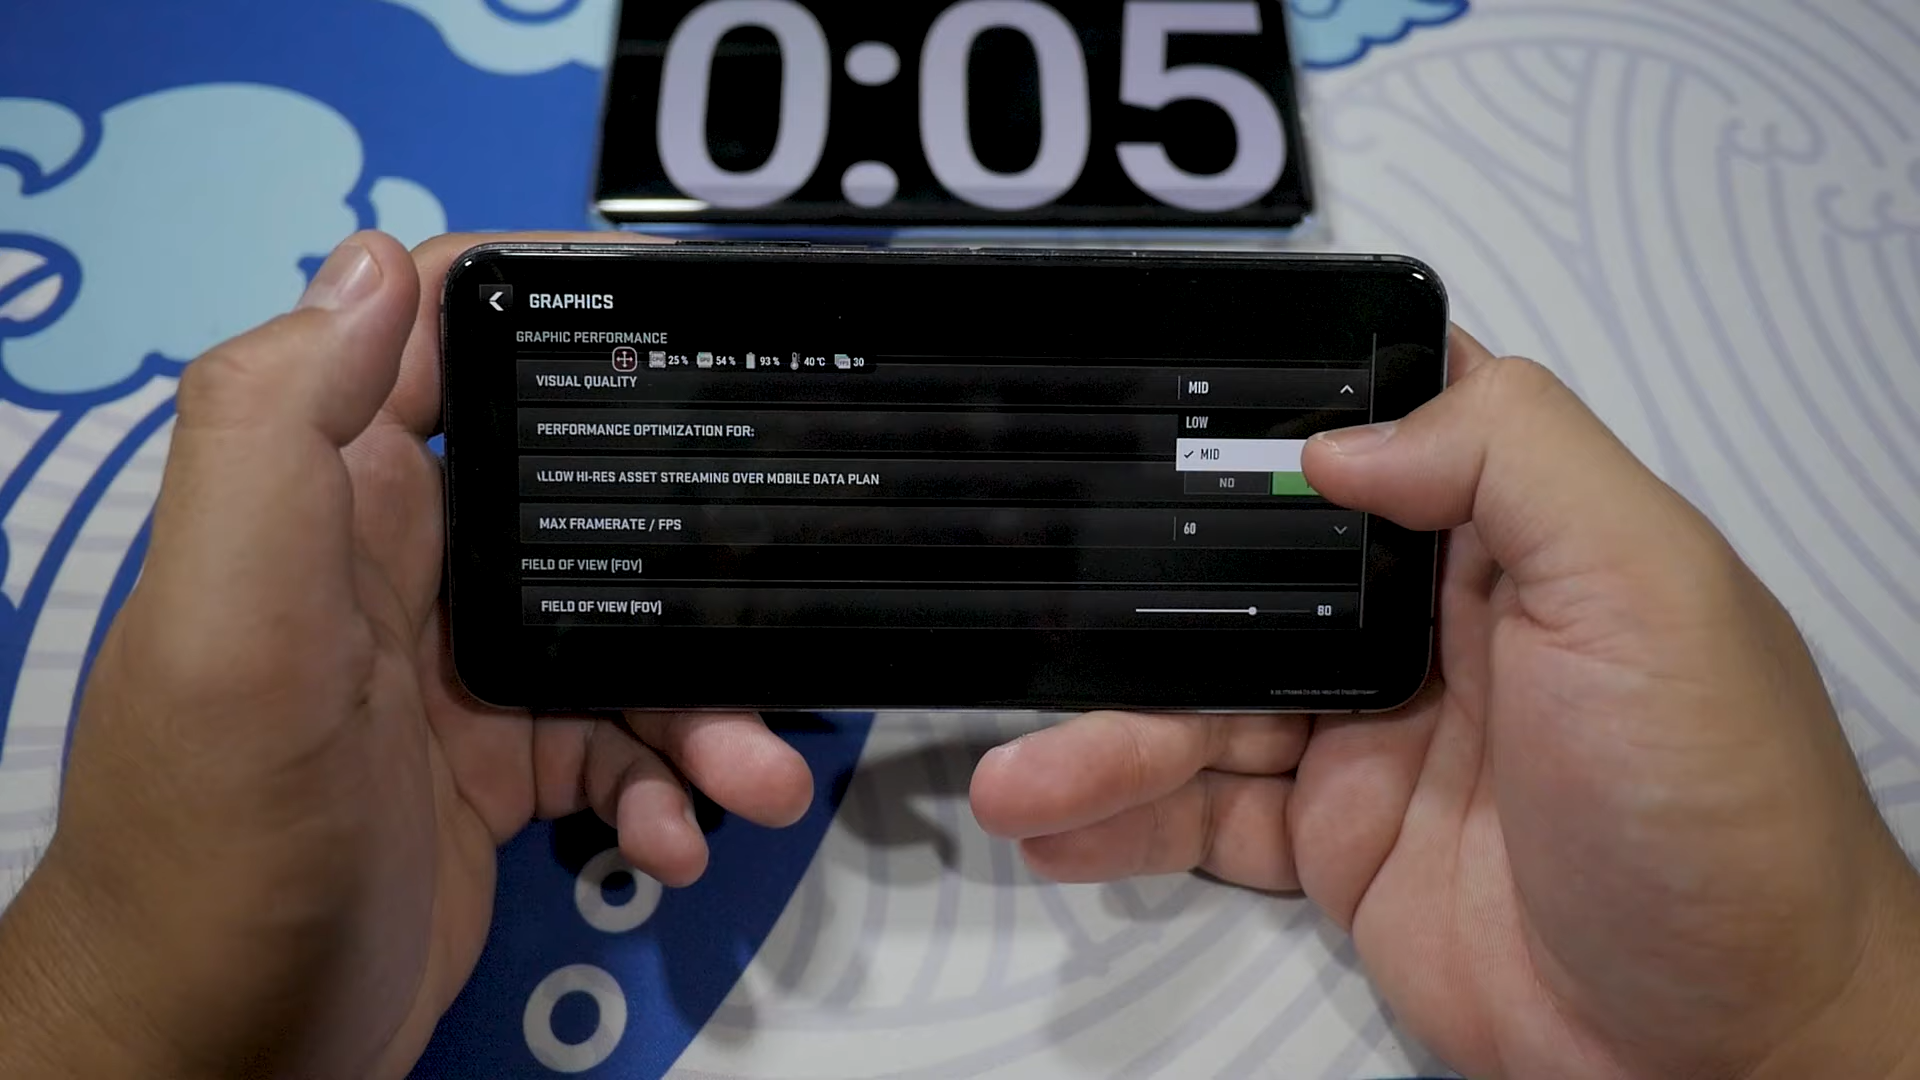 0:05
GRAPHICS
GRAPHIC PERFORMANCE
25 % 54 % 93 % 40 °C 30
VISUAL QUALITY MID
LOW
PERFORMANCE OPTIMIZATION FOR:
MID
LLOW HI-RES ASSET STREAMING OVER MOBILE DATA PLAN NO
MAX FRAMERATE / FPS 60
FIELD OF VIEW (FOV)
FIELD OF VIEW (FOV) 80